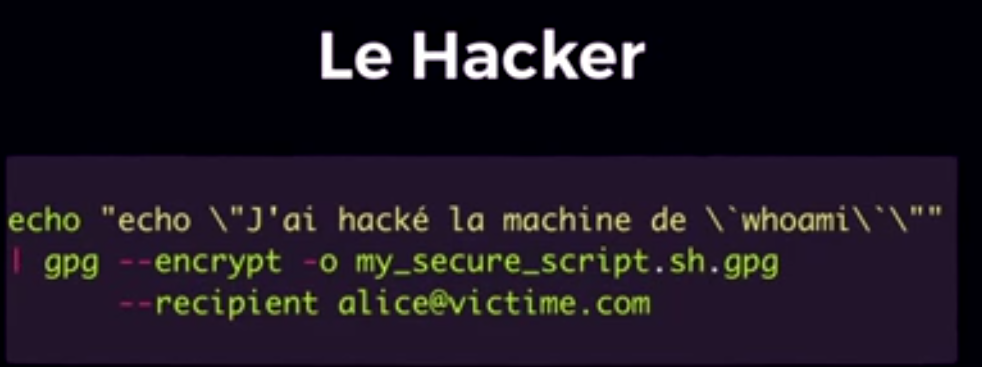 Le Hacker
echo "echo \"J'ai hacké la machine de \`whoami\`\""
| gpg --encrypt -o my_secure_script.sh.gpg
--recipient alice@victime.com